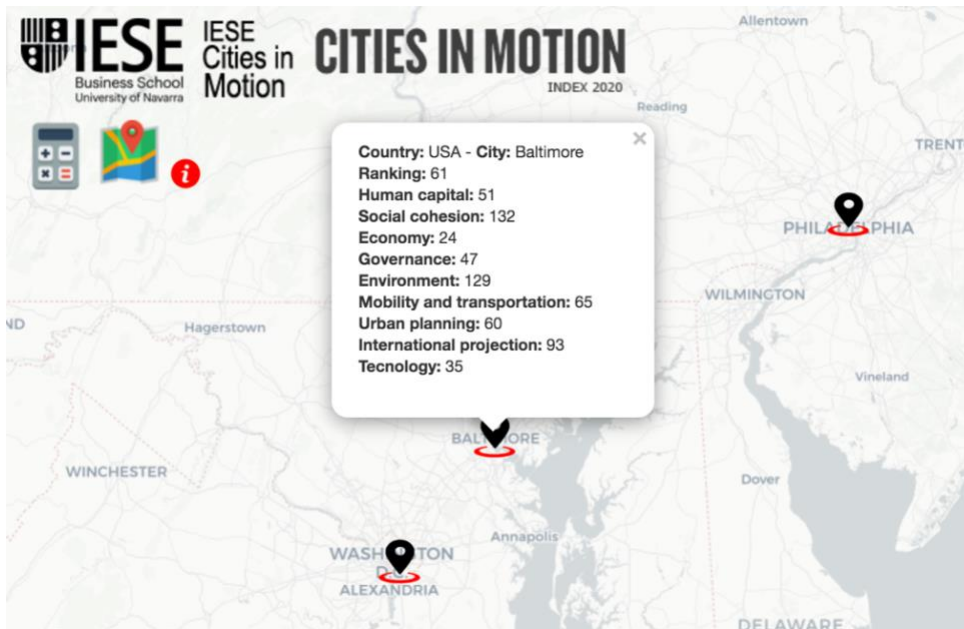 IESE
Business School
University of Navarra
IESE
Cities in
Motion
CITIES IN MOTION
INDEX 2020
Allentown
Reading
TRENT
×
Country: USA - City: Baltimore
Ranking: 61
Human capital: 51
Social cohesion: 132
Economy: 24
Governance: 47
Environment: 129
Mobility and transportation: 65
Urban planning: 60
International projection: 93
Tecnology: 35
i
PHILADELPHIA
WILMINGTON
ND
Hagerstown
Vineland
BALTIMORE
WINCHESTER
Dover
Annapolis
WASHINGTON
D.C.
ALEXANDRIA
DELAWARE